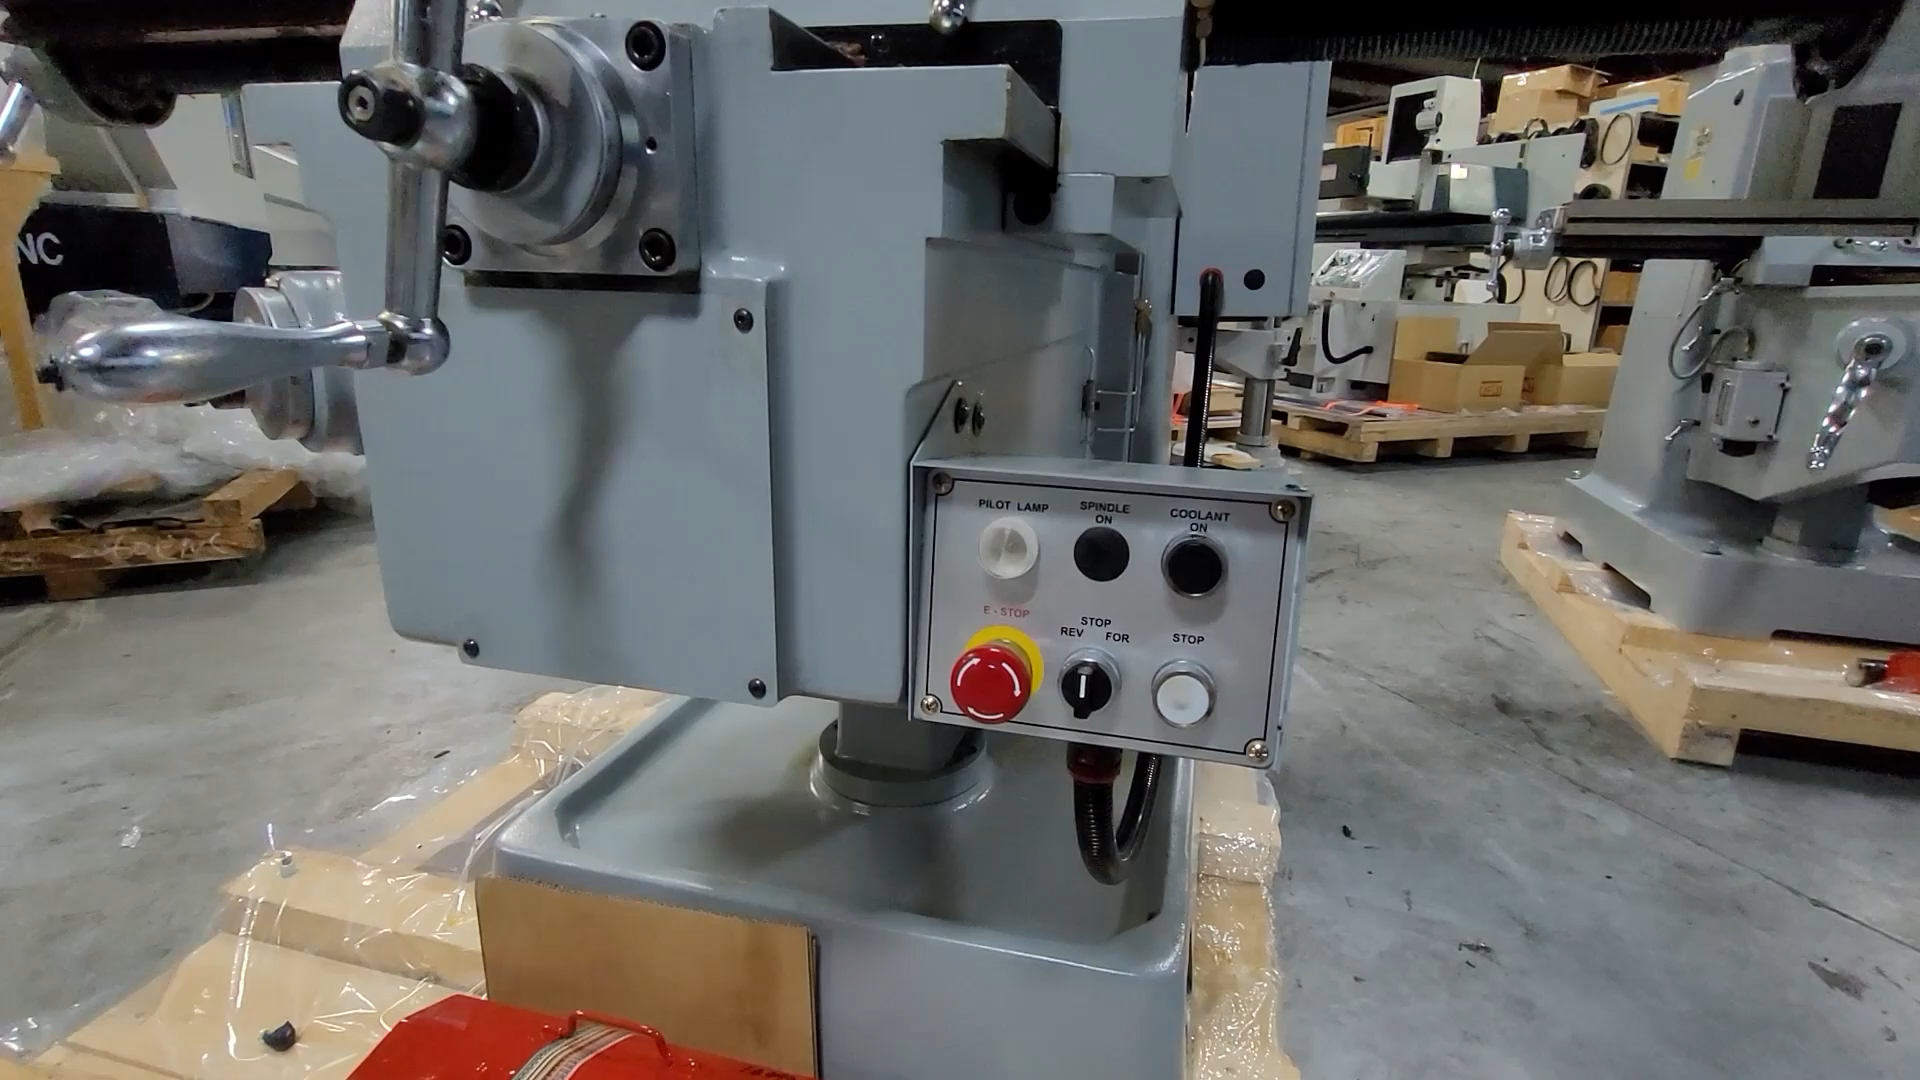 NC
PILOT LAMP
SPINDLE
ON
COOLANT
ON
E - STOP
STOP
REV FOR
STOP